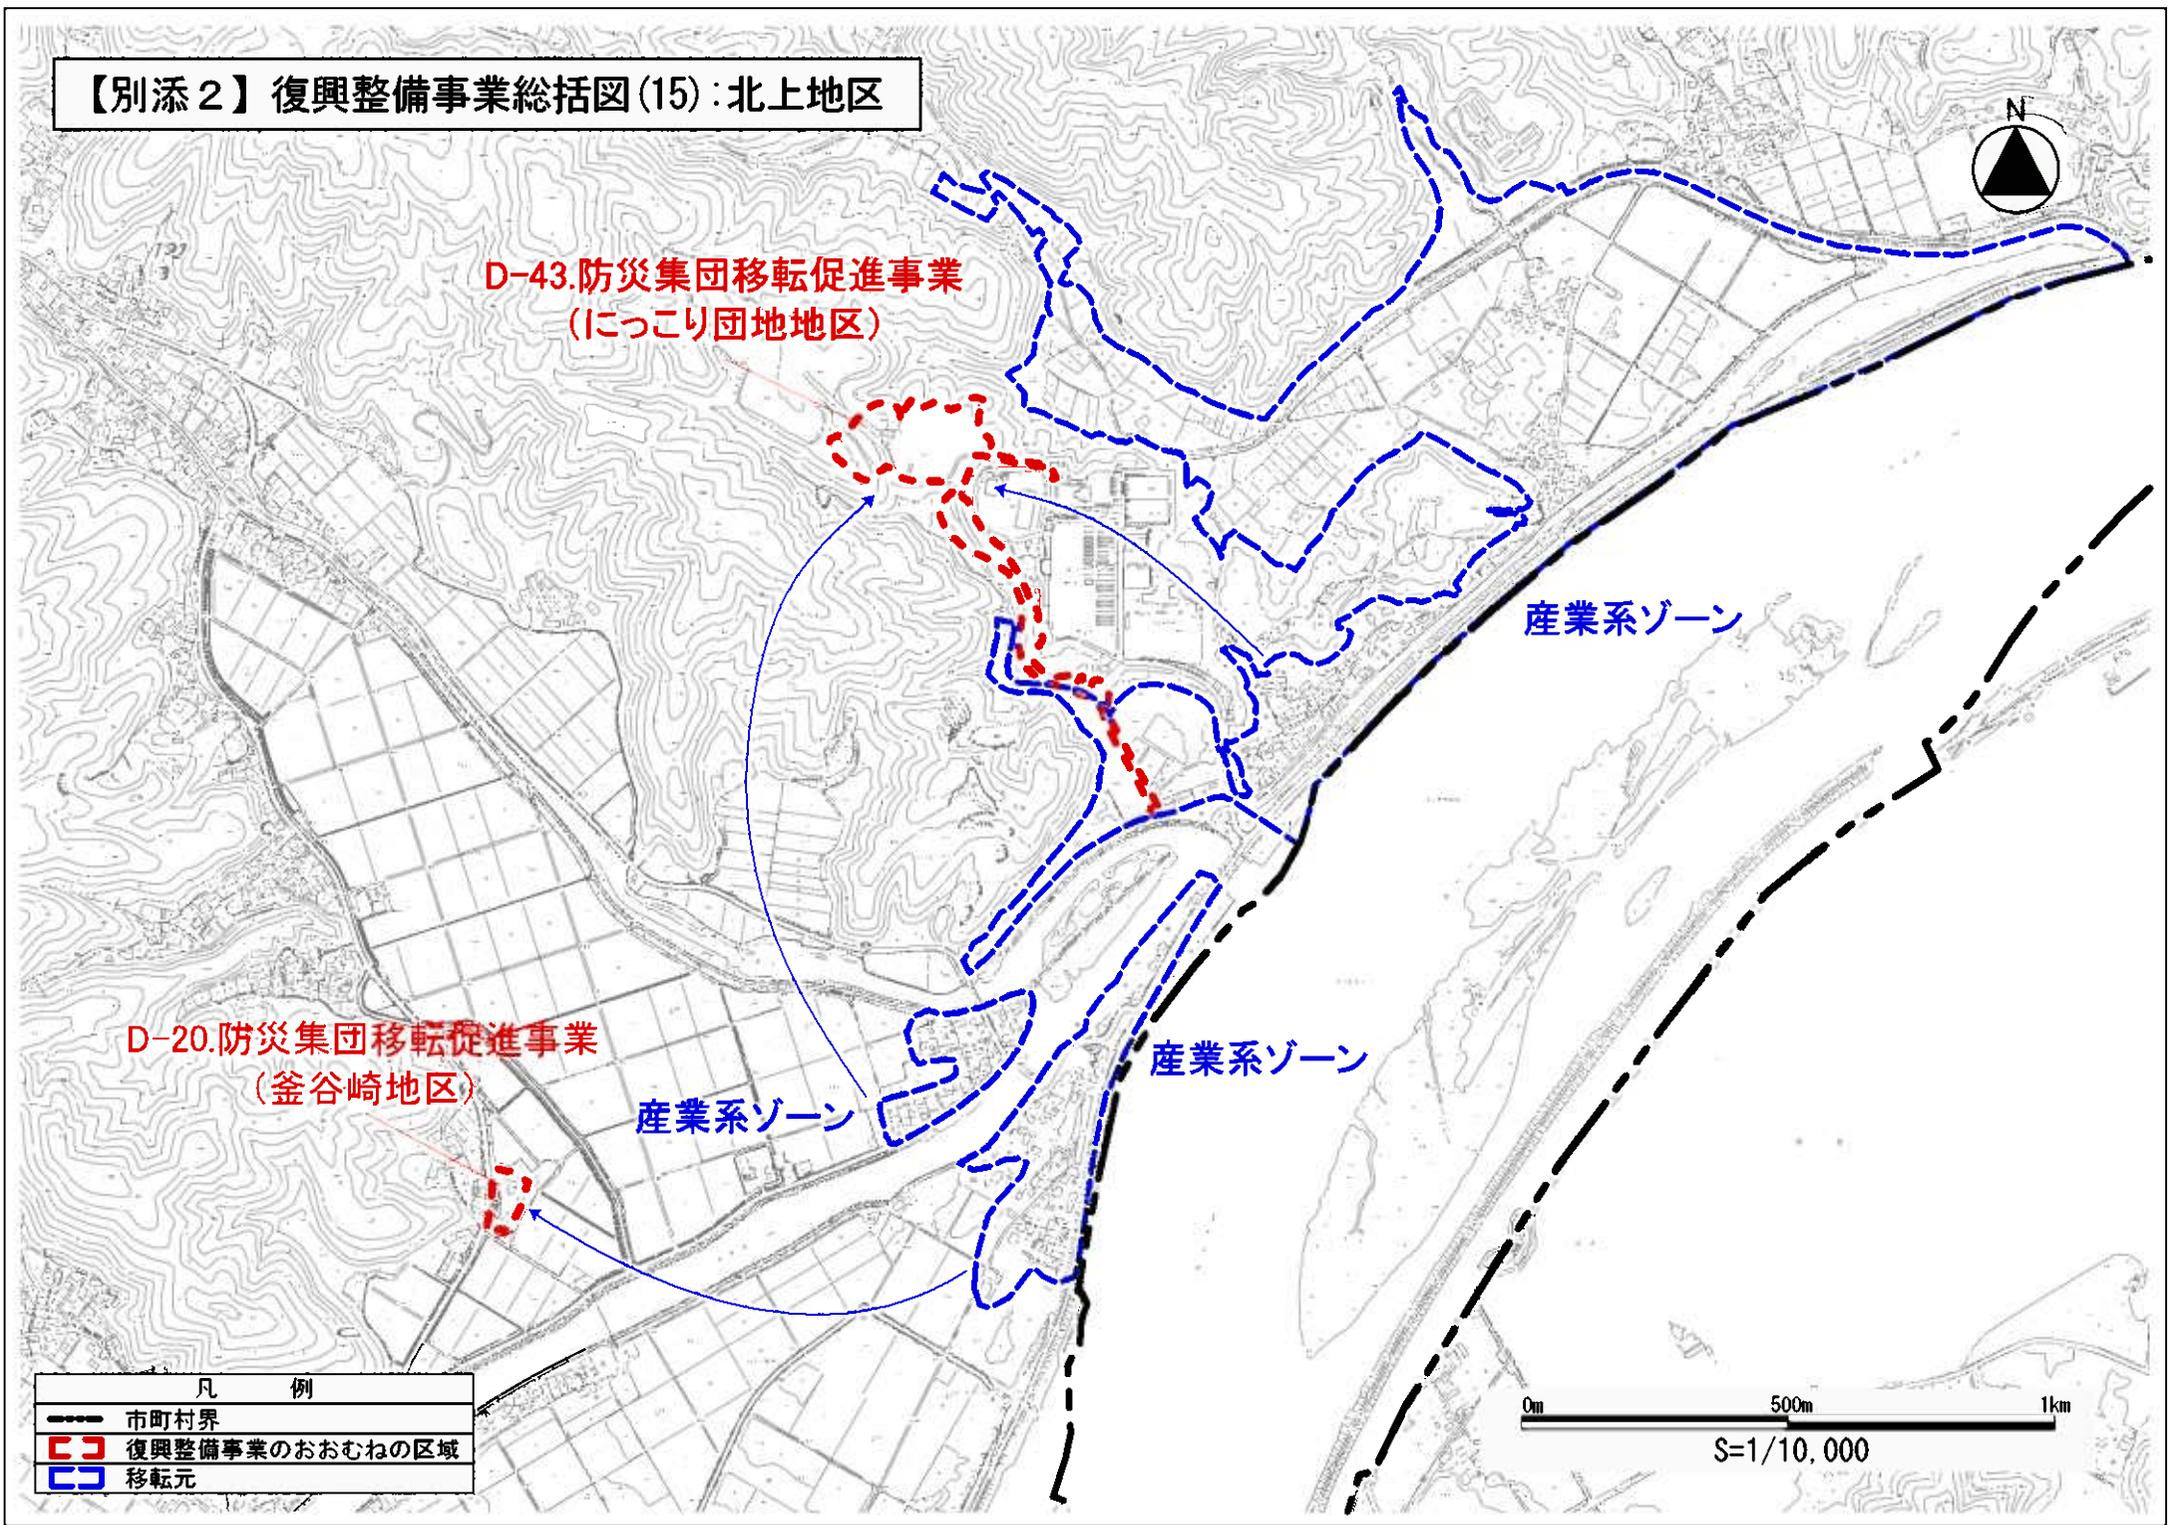 【別添２】復興整備事業総括図(15):北上地区
N
D-43.防災集団移転促進事業
(にっこり団地地区)
産業系ゾーン
D-20.防災集団移転促進事業
(釜谷崎地区)
産業系ゾーン
産業系ゾーン
凡 例
市町村界
復興整備事業のおおむねの区域
移転元
0m 500m 1km
S=1/10,000